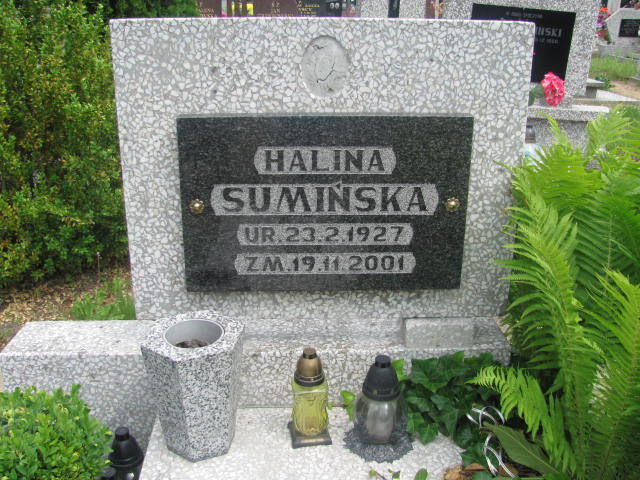 HALINA
SUMIŃSKA
UR. 23.2.1927
ZM. 19.11.2001